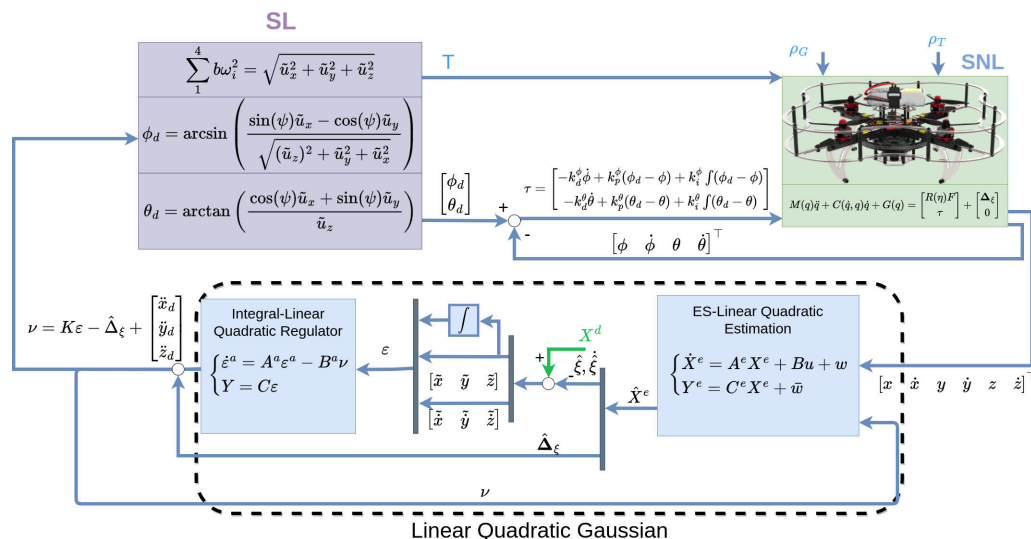 SL
\sum_{1}^{4} b\omega_i^2 = \sqrt{\tilde{u}_x^2 + \tilde{u}_y^2 + \tilde{u}_z^2}
\phi_d = \arcsin\left(\frac{\sin(\psi)\tilde{u}_x - \cos(\psi)\tilde{u}_y}{\sqrt{(\tilde{u}_z)^2 + \tilde{u}_y^2 + \tilde{u}_x^2}}\right)
\theta_d = \arctan\left(\frac{\cos(\psi)\tilde{u}_x + \sin(\psi)\tilde{u}_y}{\tilde{u}_z}\right)
T
\begin{bmatrix} \phi_d \\ \theta_d \end{bmatrix}
+
-
\tau = \begin{bmatrix} -k_d^\phi \dot{\phi} + k_p^\phi(\phi_d - \phi) + k_i^\phi \int(\phi_d - \phi) \\ -k_d^\theta \dot{\theta} + k_p^\theta(\theta_d - \theta) + k_i^\theta \int(\theta_d - \theta) \end{bmatrix}
[\phi \quad \dot{\phi} \quad \theta \quad \dot{\theta}]^\top
\rho_G
\rho_T
SNL
M(q)\ddot{q} + C(\dot{q}, q)\dot{q} + G(q) = \begin{bmatrix} R(\eta)F \\ \tau \end{bmatrix} + \begin{bmatrix} \boldsymbol{\Delta}_\xi \\ 0 \end{bmatrix}
\nu = K\varepsilon - \hat{\Delta}_\xi + \begin{bmatrix} \ddot{x}_d \\ \ddot{y}_d \\ \ddot{z}_d \end{bmatrix}
Integral-Linear
Quadratic Regulator
\begin{cases} \dot{\varepsilon}^a = A^a \varepsilon^a - B^a \nu \\ Y = C\varepsilon \end{cases}
\varepsilon
\int
[\tilde{x} \quad \tilde{y} \quad \tilde{z}]
[\dot{\tilde{x}} \quad \dot{\tilde{y}} \quad \dot{\tilde{z}}]
X^d
+
-
\hat{\xi}, \dot{\hat{\xi}}
\hat{X}^e
\hat{\boldsymbol{\Delta}}_\xi
ES-Linear Quadratic
Estimation
\begin{cases} \dot{X}^e = A^e X^e + Bu + w \\ Y^e = C^e X^e + \bar{w} \end{cases}
[x \quad \dot{x} \quad y \quad \dot{y} \quad z \quad \dot{z}]^\top
\nu
Linear Quadratic Gaussian